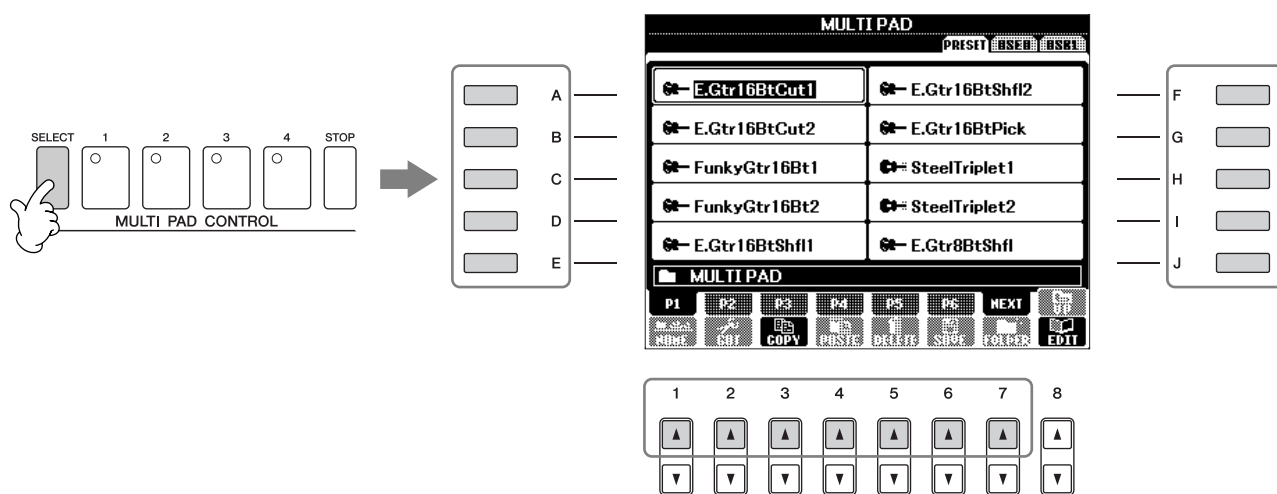 SELECT 1 2 3 4 STOP
MULTI PAD CONTROL
A
B
C
D
E
MULTI PAD
PRESET USER USB1
E.Gtr16BtCut1 E.Gtr16BtShfl2
E.Gtr16BtCut2 E.Gtr16BtPick
FunkyGtr16Bt1 SteelTriplet1
FunkyGtr16Bt2 SteelTriplet2
E.Gtr16BtShfl1 E.Gtr8BtShfl
MULTI PAD
P1 P2 P3 P4 P5 P6 NEXT UP
NAME CUT COPY PASTE DELETE SAVE FOLDER EDIT
F
G
H
I
J
1 2 3 4 5 6 7 8